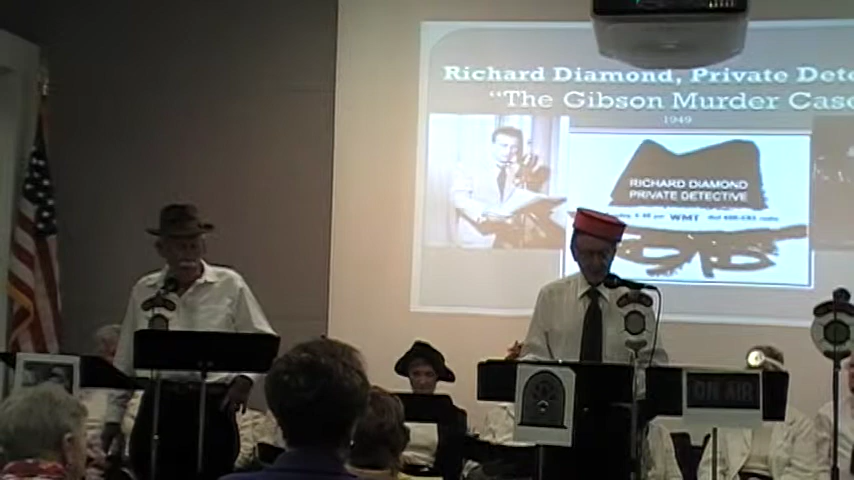 Richard Diamond, Private Dete
"The Gibson Murder Case
1949
RICHARD DIAMOND
PRIVATE DETECTIVE
WMT
ON AIR